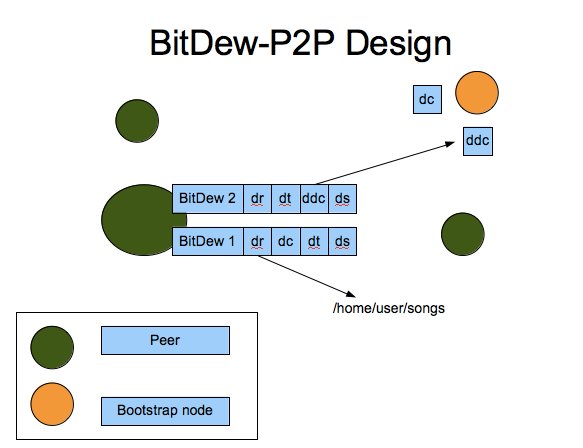 BitDew-P2P Design
dc
ddc
BitDew 2 dr dt ddc ds
BitDew 1 dr dc dt ds
/home/user/songs
Peer
Bootstrap node